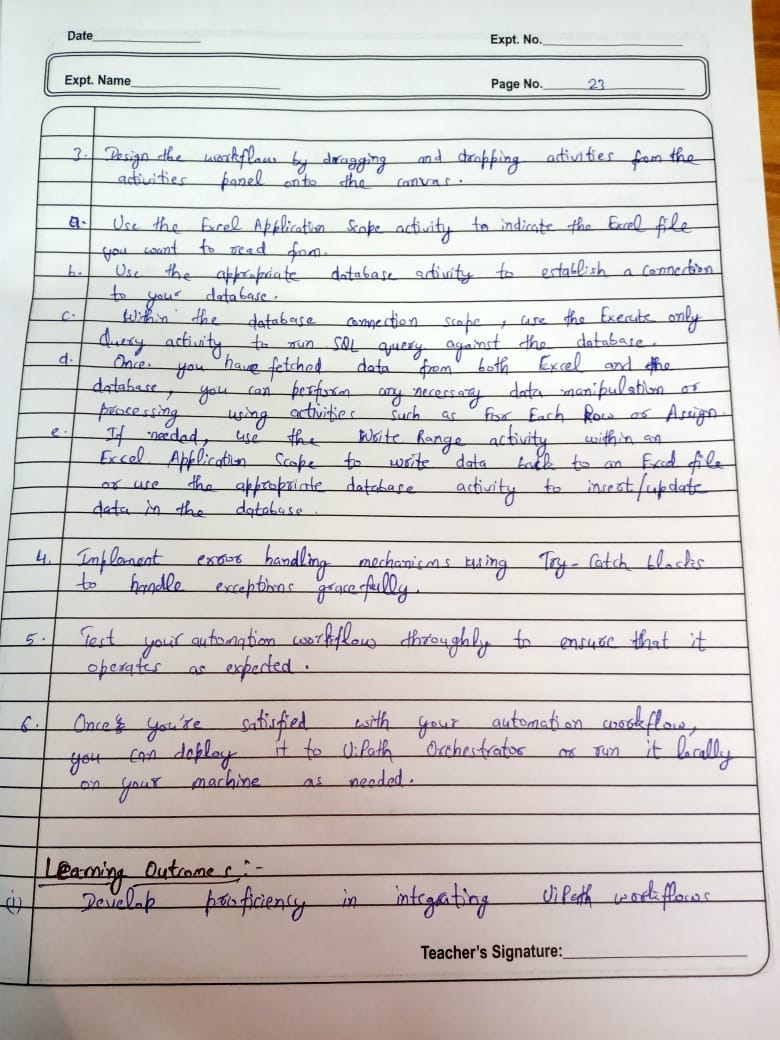 Date
Expt. No.
Expt. Name
Page No. 23
3. Design the workflow by dragging and dropping activities from the
activities panel onto the canvas.
a. Use the Excel Application Scope activity to indicate the Excel file
you want to read from.
b. Use the appropriate database activity to establish a connection
to your database.
c. Within the database connection scope, use the Execute only
Query activity to run SQL query against the database.
d. Once you have fetched data from both Excel and the
database, you can perform any necessary data manipulation or
processing using activities such as For Each Row or Assign.
e. If needed, use the Write Range activity within an
Excel Application Scope to write data back to an Excel file
or use the appropriate database activity to insert/update
data in the database.
4. Implement error handling mechanisms using Try-Catch blocks
to handle exceptions gracefully.
5. Test your automation workflow throughly to ensure that it
operates as expected.
6. Once you're satisfied with your automation workflow,
you can deploy it to UiPath Orchestrator or run it locally
on your machine as needed.
Learning Outcomes:-
(i) Develop proficiency in integrating UiPath workflows
Teacher's Signature: